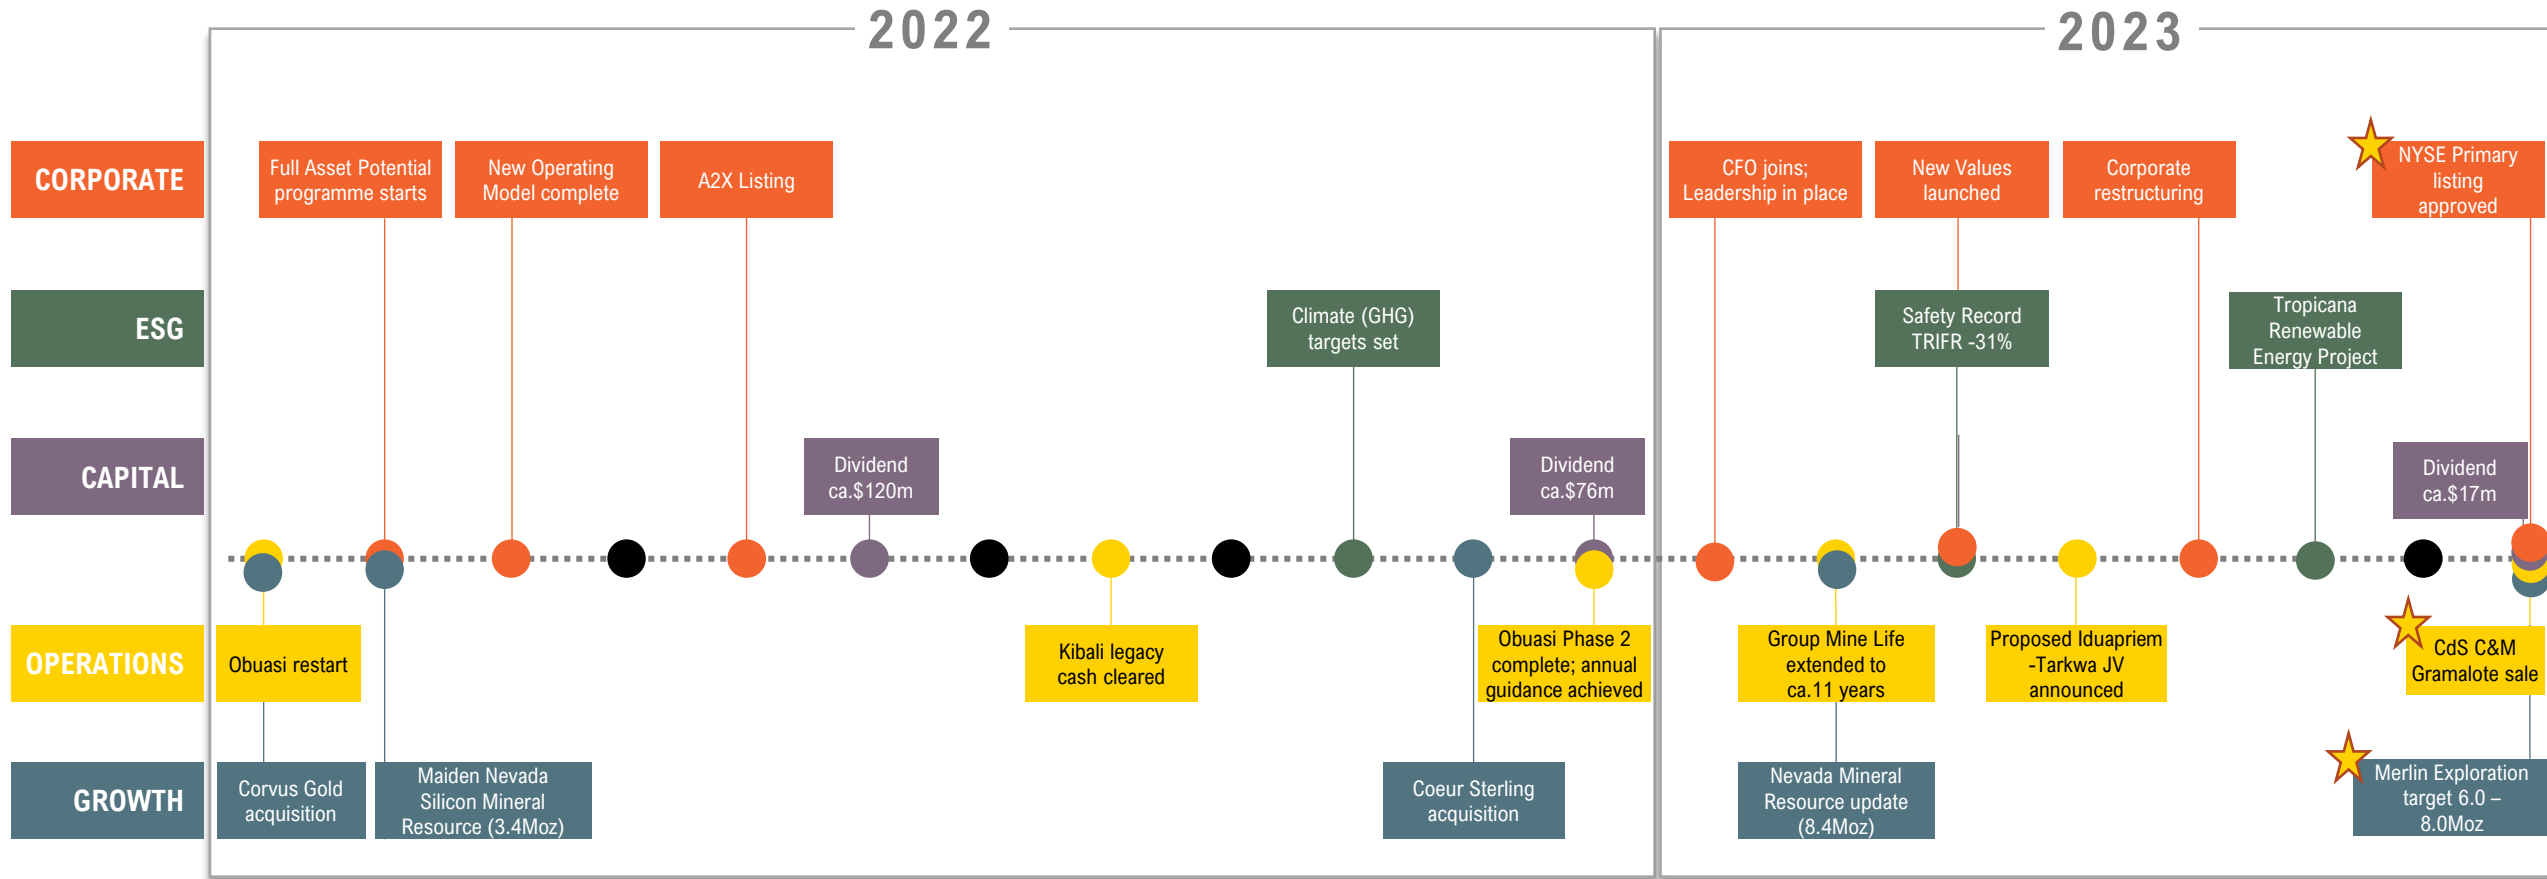 2022
2023
CORPORATE
Full Asset Potential
programme starts
New Operating
Model complete
A2X Listing
CFO joins;
Leadership in place
New Values
launched
Corporate
restructuring
NYSE Primary
listing
approved
ESG
Climate (GHG)
targets set
Safety Record
TRIFR -31%
Tropicana
Renewable
Energy Project
CAPITAL
Dividend
ca.$120m
Dividend
ca.$76m
Dividend
ca.$17m
OPERATIONS
Obuasi restart
Kibali legacy
cash cleared
Obuasi Phase 2
complete; annual
guidance achieved
Group Mine Life
extended to
ca.11 years
Proposed Iduapriem
-Tarkwa JV
announced
CdS C&M
Gramalote sale
GROWTH
Corvus Gold
acquisition
Maiden Nevada
Silicon Mineral
Resource (3.4Moz)
Coeur Sterling
acquisition
Nevada Mineral
Resource update
(8.4Moz)
Merlin Exploration
target 6.0 –
8.0Moz